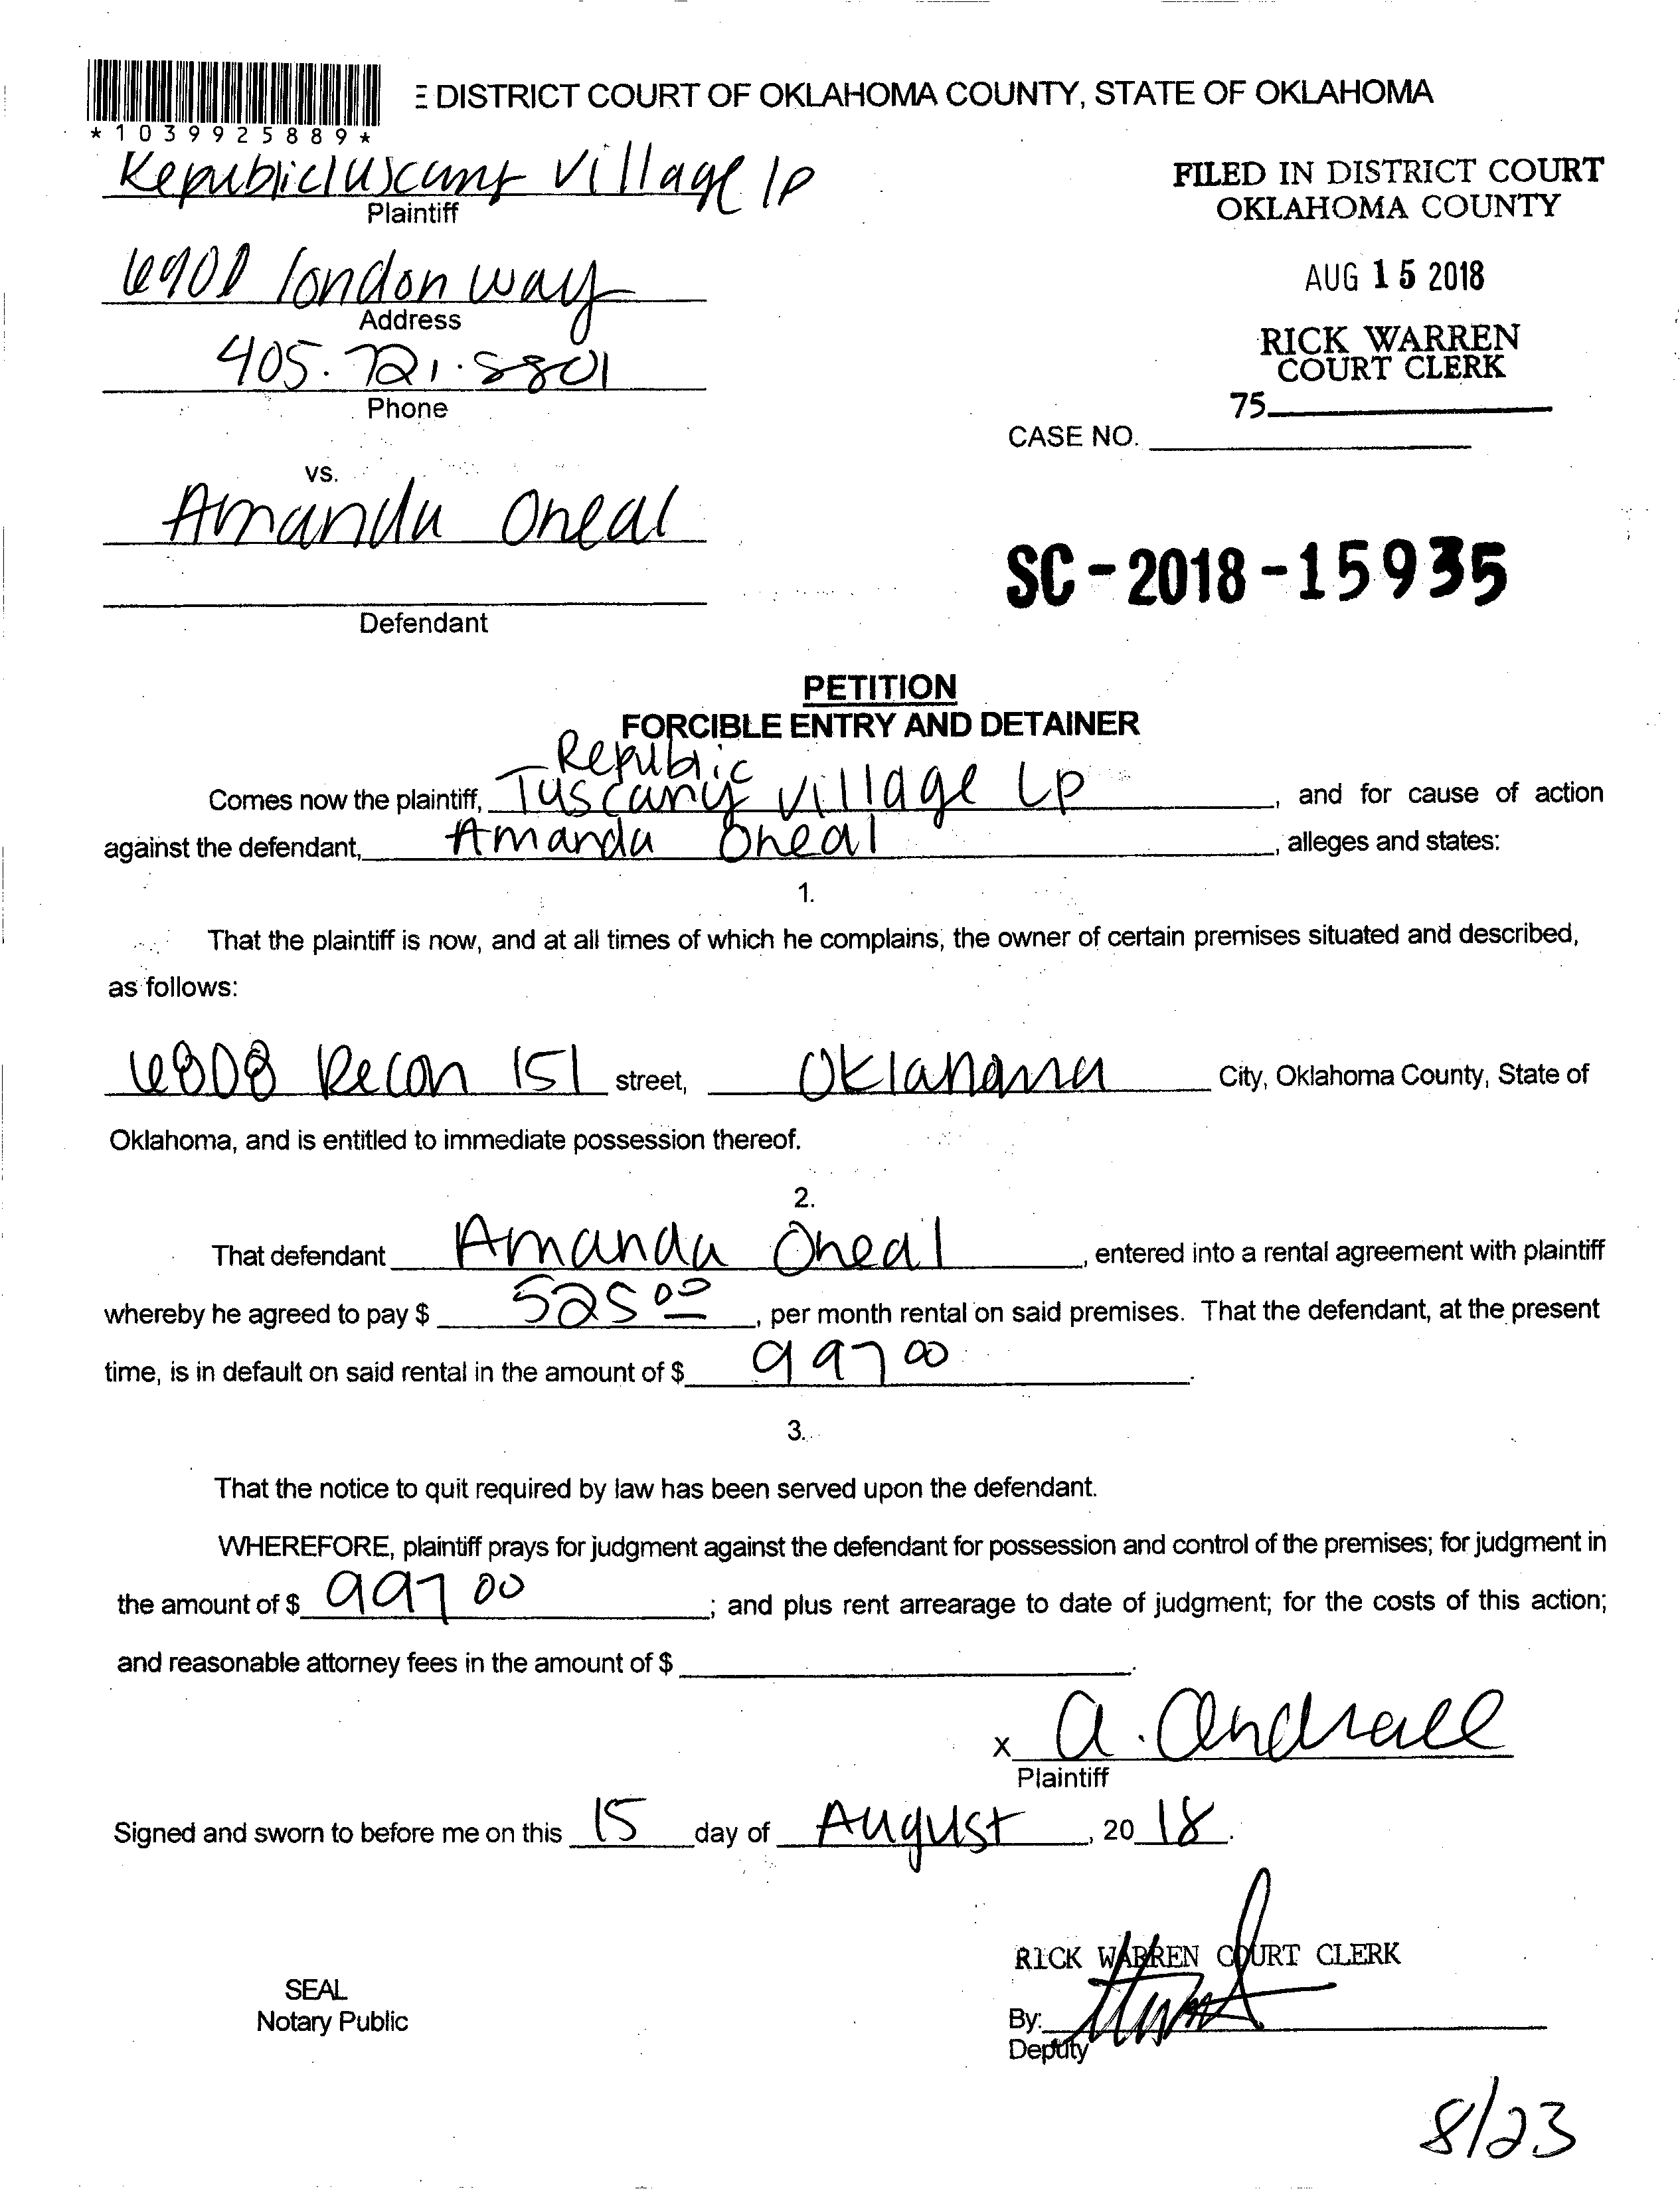 DISTRICT COURT OF OKLAHOMA COUNTY, STATE OF OKLAHOMA
*1039925889*
Village lp
Plaintiff
FILED IN DISTRICT COURT
OKLAHOMA COUNTY
6901 london way
Address
AUG 15 2018
405.721.5801
Phone
RICK WARREN
COURT CLERK
75
CASE NO.
vs.
Amanda Oneal
SC-2018-15935
Defendant
PETITION
FORCIBLE ENTRY AND DETAINER
Republic
Comes now the plaintiff, Tuscany Village Lp, and for cause of action
against the defendant, Amanda Oneal, alleges and states:
1.
That the plaintiff is now, and at all times of which he complains, the owner of certain premises situated and described,
as follows:
6808 Recon 151 street, Oklahoma City, Oklahoma County, State of
Oklahoma, and is entitled to immediate possession thereof.
2.
That defendant Amanda Oneal, entered into a rental agreement with plaintiff
whereby he agreed to pay $ 525 00, per month rental on said premises. That the defendant, at the present
time, is in default on said rental in the amount of $ 997 00.
3.
That the notice to quit required by law has been served upon the defendant.
WHEREFORE, plaintiff prays for judgment against the defendant for possession and control of the premises; for judgment in
the amount of $ 997 00; and plus rent arrearage to date of judgment; for the costs of this action;
and reasonable attorney fees in the amount of $
x a. Andrall
Plaintiff
Signed and sworn to before me on this 15 day of August, 20 18.
RICK WARREN COURT CLERK
SEAL
Notary Public
By:
Deputy
8/23